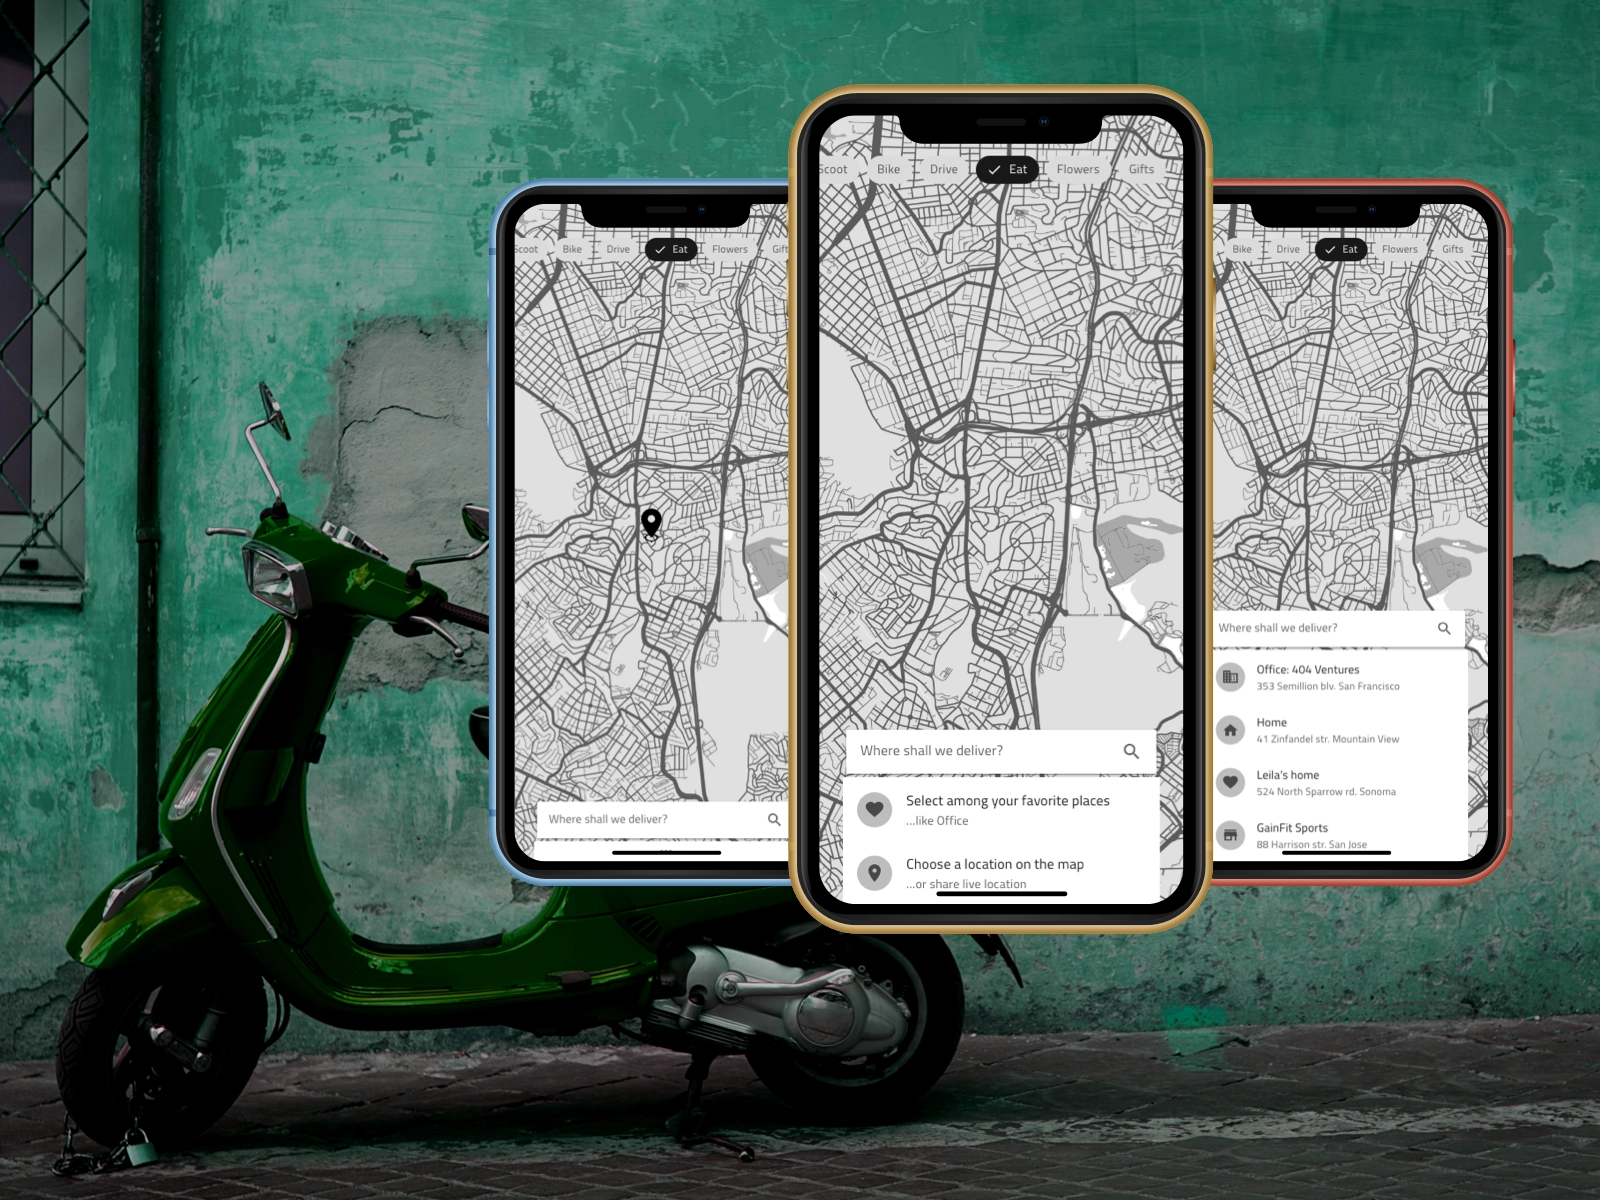 Scoot Bike Drive Eat Flowers Gift
Where shall we deliver?
Scoot Bike Drive Eat Flowers Gifts
Where shall we deliver?
Select among your favorite places
...like Office
Choose a location on the map
...or share live location
Bike Drive Eat Flowers Gifts
Where shall we deliver?
Office: 404 Ventures
353 Semillion blv. San Francisco
Home
41 Zinfandel str. Mountain View
Leila's home
524 North Sparrow rd. Sonoma
GainFit Sports
88 Harrison str. San Jose